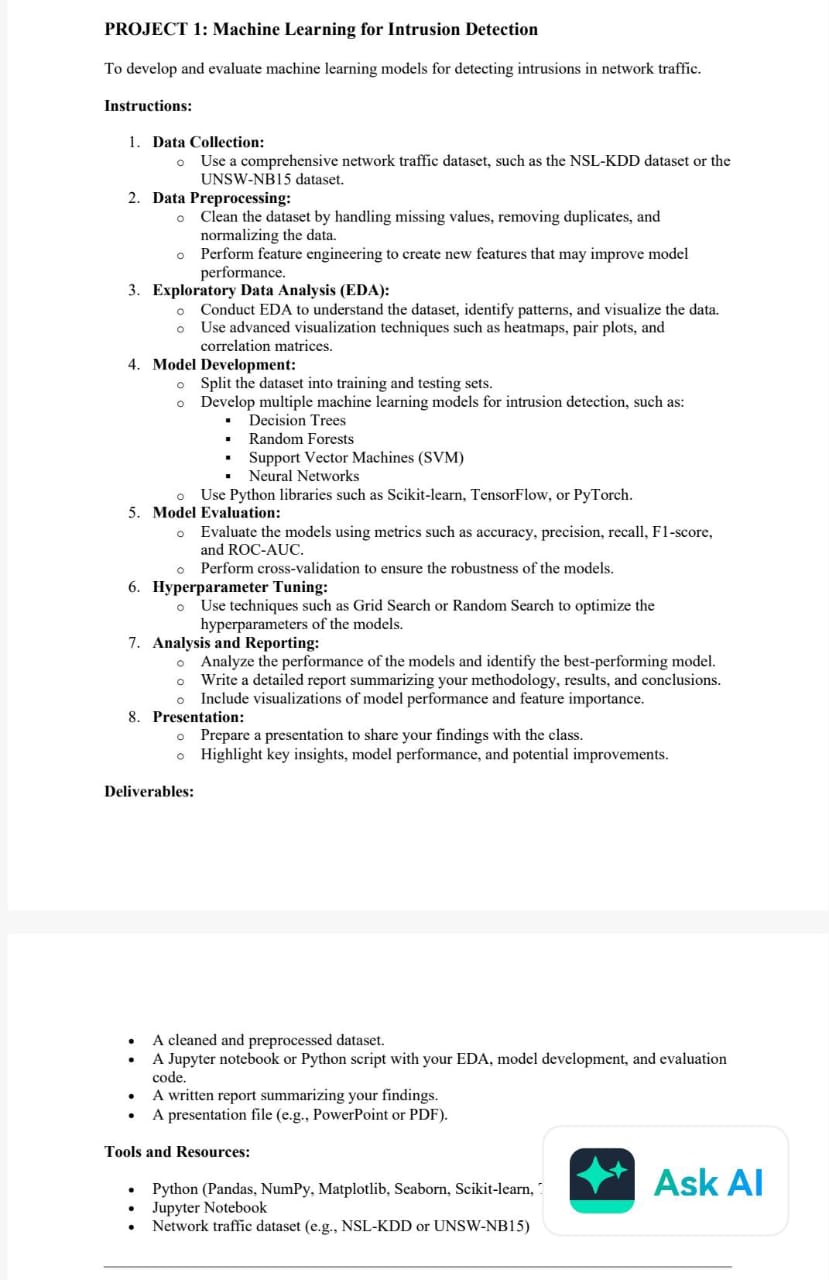 PROJECT 1: Machine Learning for Intrusion Detection
To develop and evaluate machine learning models for detecting intrusions in network traffic.
Instructions:
1. Data Collection:
o Use a comprehensive network traffic dataset, such as the NSL-KDD dataset or the
UNSW-NB15 dataset.
2. Data Preprocessing:
o Clean the dataset by handling missing values, removing duplicates, and
normalizing the data.
o Perform feature engineering to create new features that may improve model
performance.
3. Exploratory Data Analysis (EDA):
o Conduct EDA to understand the dataset, identify patterns, and visualize the data.
o Use advanced visualization techniques such as heatmaps, pair plots, and
correlation matrices.
4. Model Development:
o Split the dataset into training and testing sets.
o Develop multiple machine learning models for intrusion detection, such as:
▪ Decision Trees
▪ Random Forests
▪ Support Vector Machines (SVM)
▪ Neural Networks
o Use Python libraries such as Scikit-learn, TensorFlow, or PyTorch.
5. Model Evaluation:
o Evaluate the models using metrics such as accuracy, precision, recall, F1-score,
and ROC-AUC.
o Perform cross-validation to ensure the robustness of the models.
6. Hyperparameter Tuning:
o Use techniques such as Grid Search or Random Search to optimize the
hyperparameters of the models.
7. Analysis and Reporting:
o Analyze the performance of the models and identify the best-performing model.
o Write a detailed report summarizing your methodology, results, and conclusions.
o Include visualizations of model performance and feature importance.
8. Presentation:
o Prepare a presentation to share your findings with the class.
o Highlight key insights, model performance, and potential improvements.
Deliverables:
• A cleaned and preprocessed dataset.
• A Jupyter notebook or Python script with your EDA, model development, and evaluation
code.
• A written report summarizing your findings.
• A presentation file (e.g., PowerPoint or PDF).
Tools and Resources:
• Python (Pandas, NumPy, Matplotlib, Seaborn, Scikit-learn,
• Jupyter Notebook
• Network traffic dataset (e.g., NSL-KDD or UNSW-NB15)
Ask AI